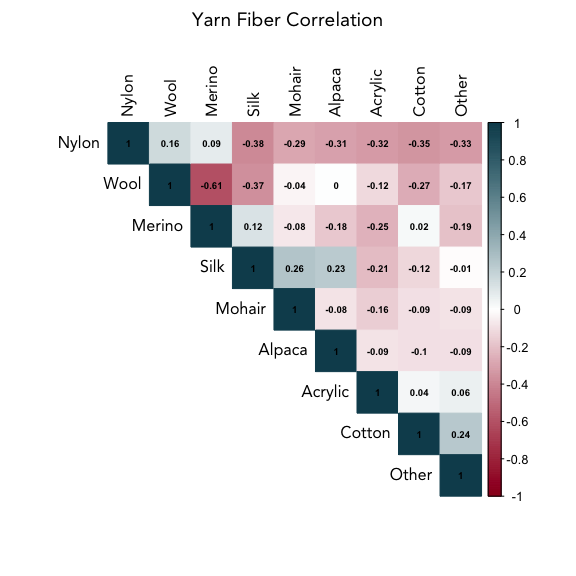 Yarn Fiber Correlation
Nylon Wool Merino Silk Mohair Alpaca Acrylic Cotton Other
1
Nylon 1 0.16 0.09 -0.38 -0.29 -0.31 -0.32 -0.35 -0.33
0.8
Wool 1 -0.61 -0.37 -0.04 0 -0.12 -0.27 -0.17
0.6
Merino 1 0.12 -0.08 -0.18 -0.25 0.02 -0.19
0.4
Silk 1 0.26 0.23 -0.21 -0.12 -0.01
0.2
Mohair 1 -0.08 -0.16 -0.09 -0.09
0
-0.2
Alpaca 1 -0.09 -0.1 -0.09
-0.4
Acrylic 1 0.04 0.06
-0.6
Cotton 1 0.24
-0.8
Other 1
-1